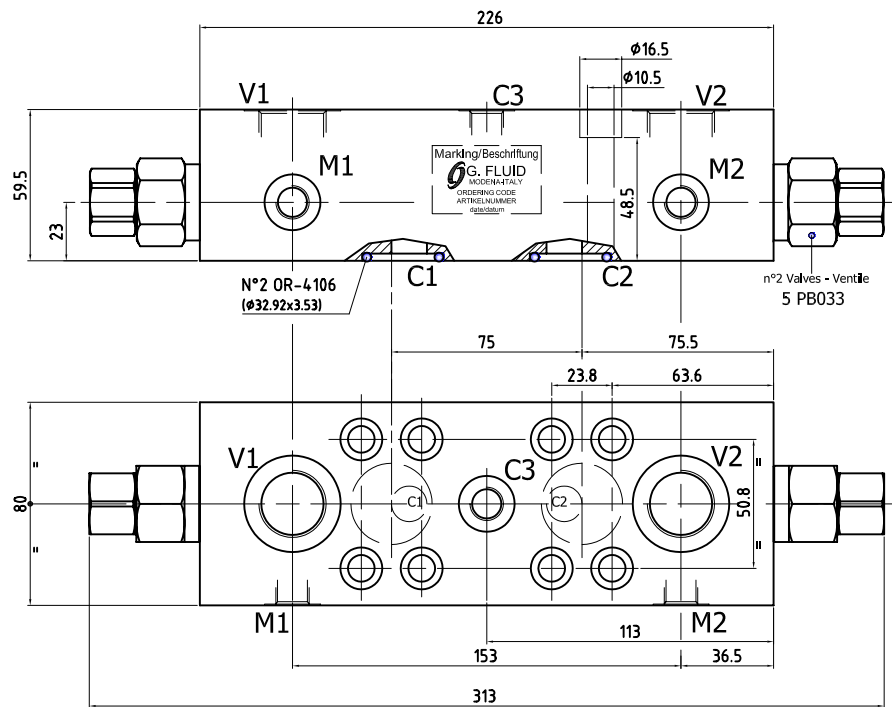 226
ϕ16.5
ϕ10.5
V1
C3
V2
M1
M2
Marking/Beschriftung
G. FLUID
MODENA-ITALY
ORDERING CODE
ARTIKELNUMMER
date/datum
59.5
23
48.5
N°2 OR-4106
(ϕ32.92x3.53)
C1
C2
n°2 Valves - Ventile
5 PB033
75
75.5
23.8
63.6
V1
C3
V2
C1
C2
80
=
=
=
=
50.8
M1
M2
113
153
36.5
313